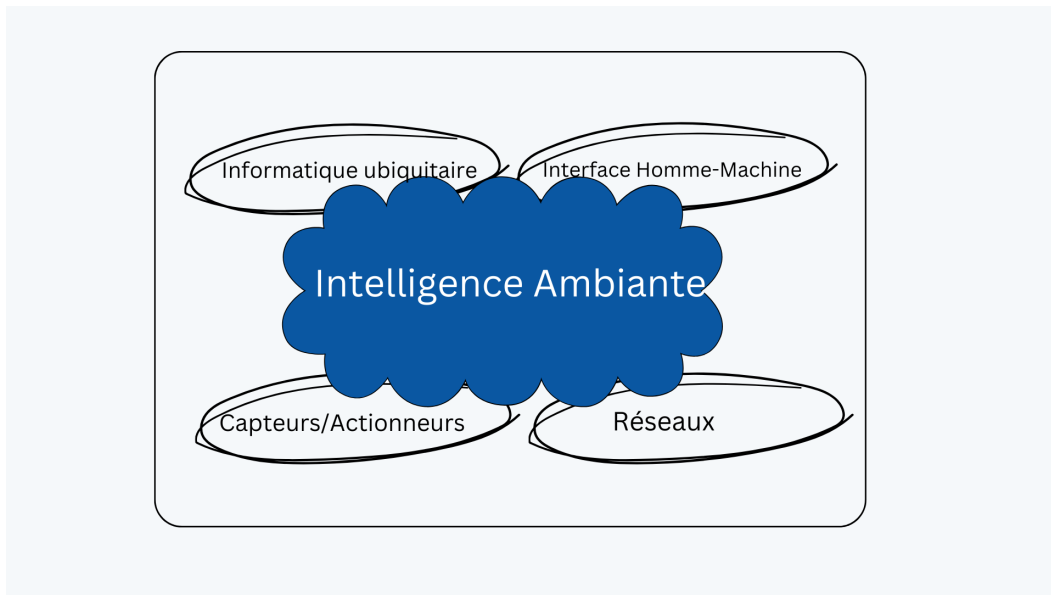 Informatique ubiquitaire
Interface Homme-Machine
Intelligence Ambiante
Capteurs/Actionneurs
Réseaux